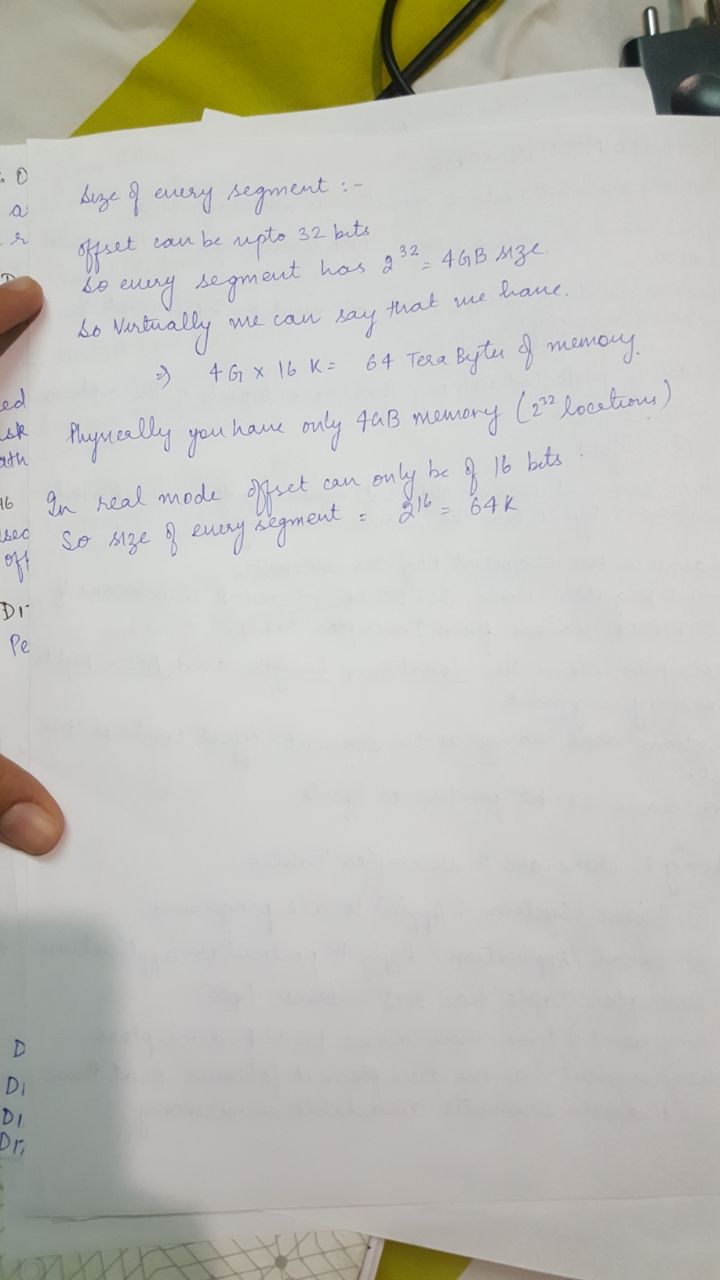 Size of every segment :-
offset can be upto 32 bits
So every segment has 2^32 = 4GB size.
So Virtually we can say that we have.
⇒ 4G x 16 K = 64 Tera Bytes of memory.
Physically you have only 4GB memory (2^32 locations)
In real mode offset can only be of 16 bits.
So size of every segment = 2^16 = 64K